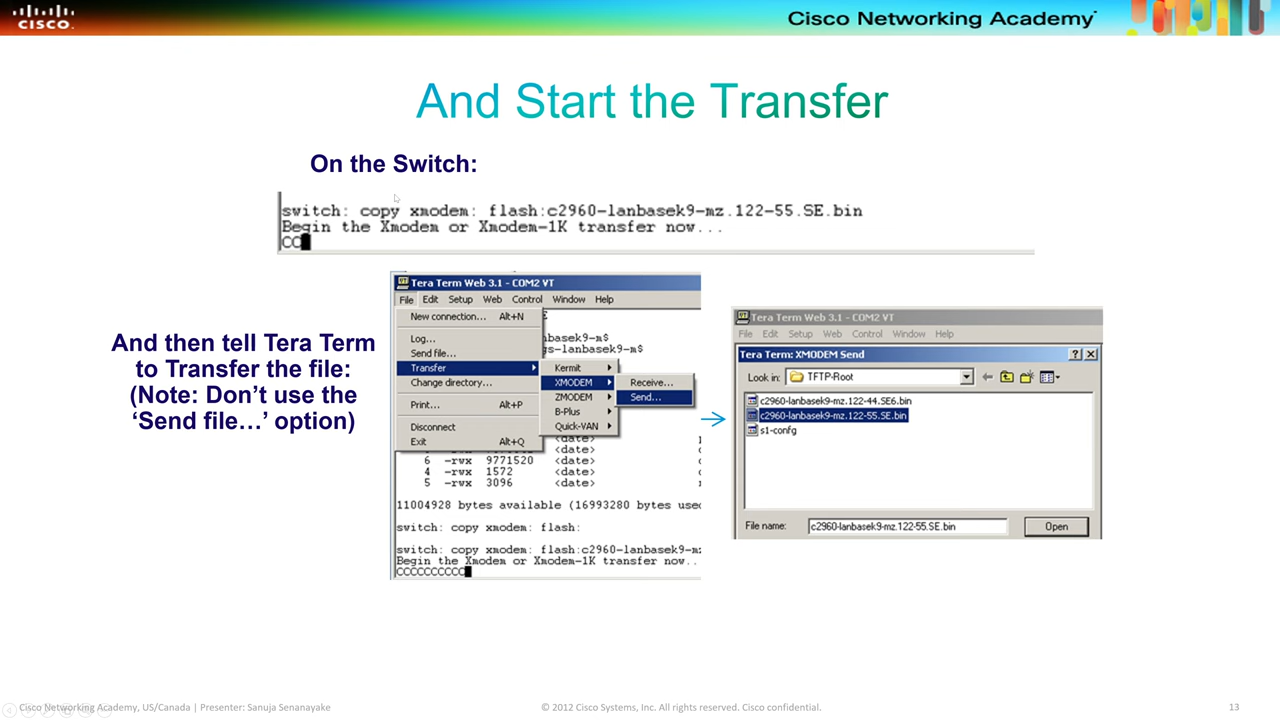 CISCO
Cisco Networking Academy
And Start the Transfer
On the Switch:
switch: copy xmodem: flash:c2960-lanbasek9-mz.122-55.SE.bin
Begin the Xmodem or Xmodem-1K transfer now...
CC
And then tell Tera Term
to Transfer the file:
(Note: Don’t use the
‘Send file…’ option)
Tera Term Web 3.1 - COM2 VT
File Edit Setup Web Control Window Help
New connection... Alt+N
Log...
Send file...
Transfer
Change directory...
Print... Alt+P
Disconnect
Exit Alt+Q
Kermit
XMODEM
ZMODEM
B-Plus
Quick-VAN
Receive...
Send...
basek9-m$
gs-lanbasek9-m$
<date>
6 -rwx 9771520 <date>
4 -rwx 1572 <date>
5 -rwx 3096 <date>
11004928 bytes available (16993280 bytes used
switch: copy xmodem: flash:
switch: copy xmodem: flash:c2960-lanbasek9-m
Begin the Xmodem or Xmodem-1K transfer now..
CCCCCCCCCC
Tera Term Web 3.1 - COM2 VT
File Edit Setup Web Control Window Help
Tera Term: XMODEM Send
Look in: TFTP-Root
c2960-lanbasek9-mz.122-44.SE6.bin
c2960-lanbasek9-mz.122-55.SE.bin
s1-confg
File name: c2960-lanbasek9-mz.122-55.SE.bin Open
Cisco Networking Academy, US/Canada | Presenter: Sanuja Senanayake
© 2012 Cisco Systems, Inc. All rights reserved. Cisco confidential.
13